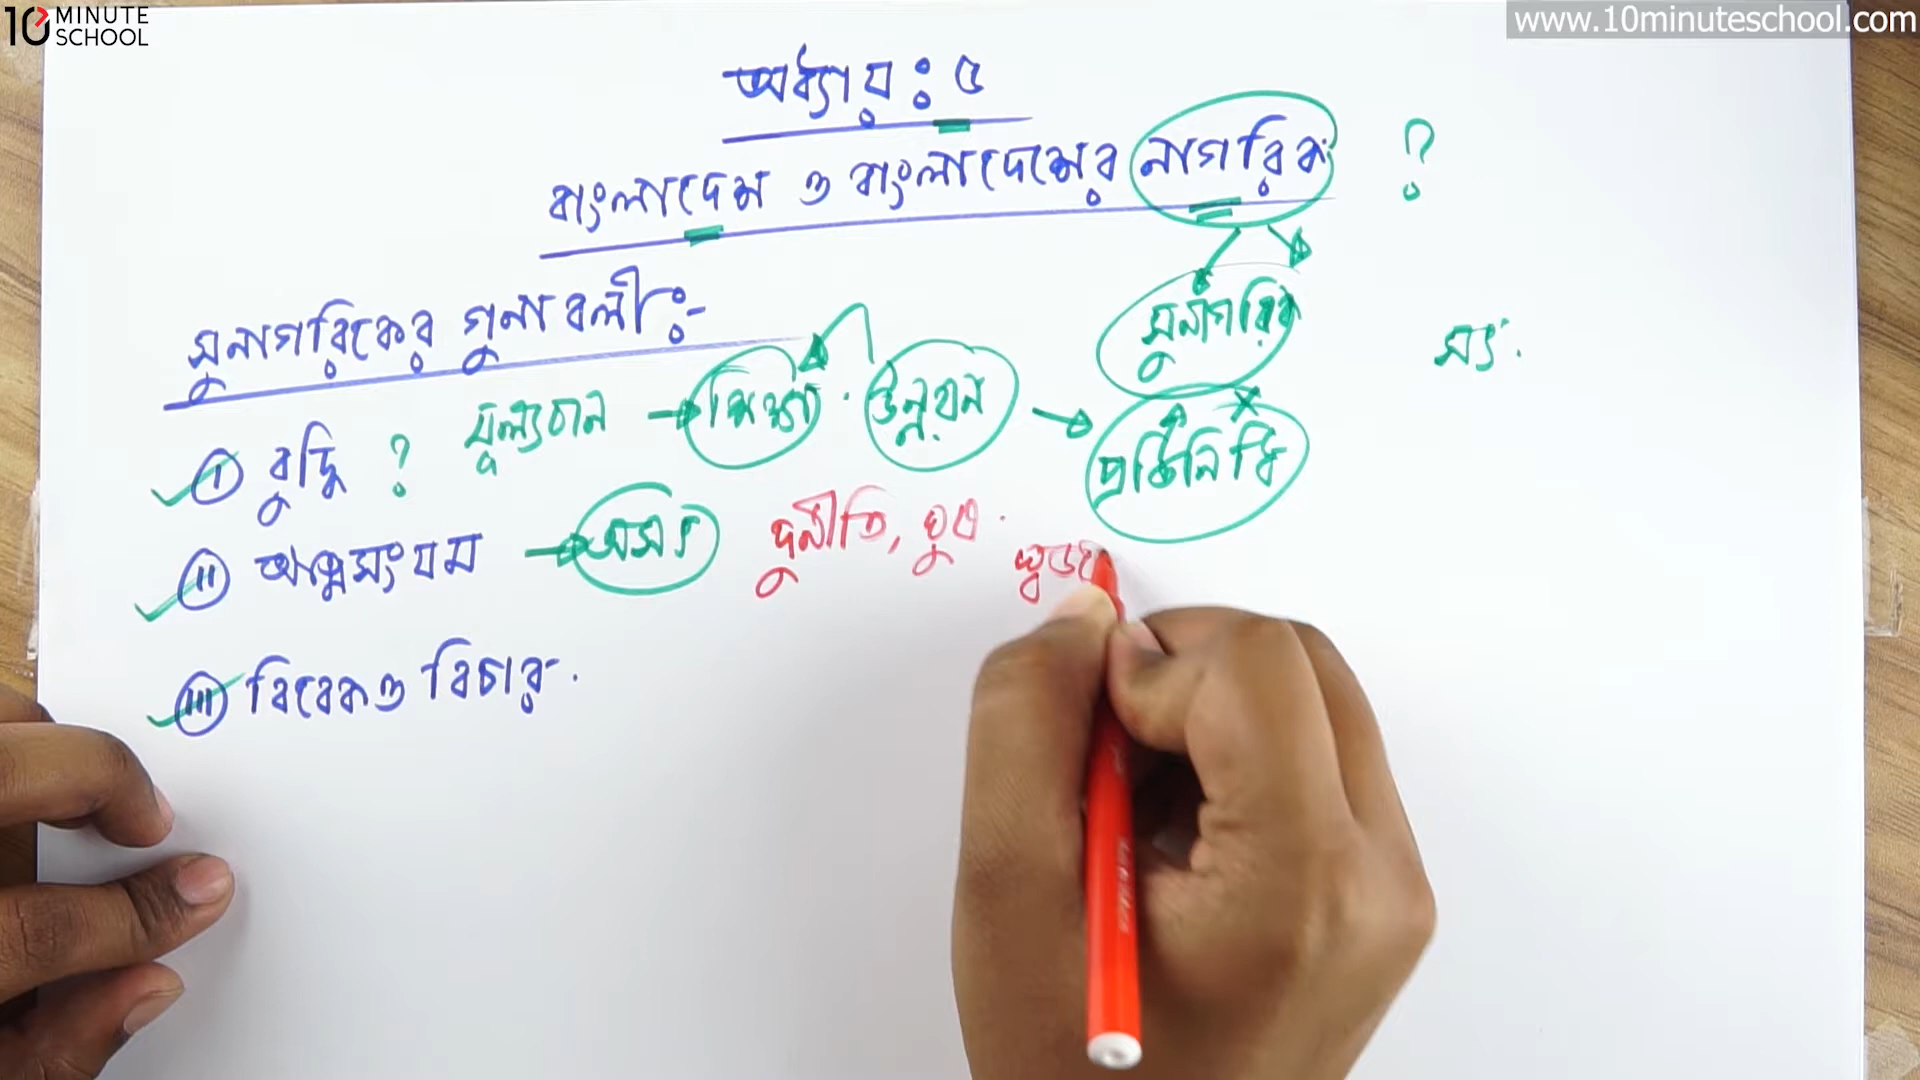 10 MINUTE SCHOOL
www.10minuteschool.com
অধ্যায় : ৫
বাংলাদেশ ও বাংলাদেশের নাগরিক ?
সুনাগরিক
সুনাগরিকের গুনাবলী :-
I বুদ্ধি ? মূল্যবান → শিক্ষা . উন্নয়ন → প্রতিনিধি
II আত্মসংযম → দুর্নীতি, ঘুষ .
III বিবেক ও বিচার .